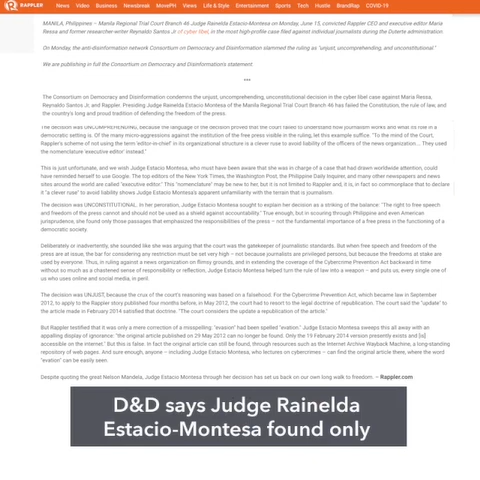 RAPPLER
News Video Business Newsbreak MovePH Views Life & Style Entertainment Sports Tech Hustle BrandRap COVID-19
MANILA, Philippines – Manila Regional Trial Court Branch 46 Judge Rainelda Estacio-Montesa on Monday, June 15, convicted Rappler CEO and executive editor Maria
Ressa and former researcher-writer Reynaldo Santos Jr of cyber libel, in the most high-profile case filed against individual journalists during the Duterte administration.
On Monday, the anti-disinformation network Consortium on Democracy and Disinformation slammed the ruling as "unjust, uncomprehending, and unconstitutional."
We are publishing in full the Consortium on Democracy and Disinformation's statement:
***
The Consortium on Democracy and Disinformation condemns the unjust, uncomprehending, unconstitutional decision in the cyber libel case against Maria Ressa,
Reynaldo Santos Jr, and Rappler. Presiding Judge Rainelda Estacio Montesa of the Manila Regional Trial Court Branch 46 has failed the Constitution, the rule of law, and
the country's long and proud tradition of defending the freedom of the press.
The decision was UNCOMPREHENDING, because the language of the decision proved that the court failed to understand how journalism works and what its role in a
democratic setting is. Of the many micro-aggressions against the institution of the free press visible in the ruling, let this example suffice: "To the mind of the Court,
Rappler's scheme of not using the term 'editor-in-chief' in its organizational structure is a clever ruse to avoid liability of the officers of the news organization.... They used
the nomenclature 'executive editor' instead."
This is just unfortunate, and we wish Judge Estacio Montesa, who must have been aware that she was in charge of a case that had drawn worldwide attention, could
have reminded herself to use Google. The top editors of the New York Times, the Washington Post, the Philippine Daily Inquirer, and many other newspapers and news
sites around the world are called "executive editor." This "nomenclature" may be new to her, but it is not limited to Rappler and it is, in fact so commonplace that to declare
it "a clever ruse" to avoid liability shows Judge Estacio Montesa's apparent unfamiliarity with the terrain that is journalism.
The decision was UNCONSTITUTIONAL. In her peroration, Judge Estacio Montesa sought to explain her decision as a striking of the balance: "The right to free speech
and freedom of the press cannot and should not be used as a shield against accountability." True enough, but in scouring through Philippine and even American
jurisprudence, she found only those passages that emphasized the responsibilities of the press – not the fundamental importance of a free press in the functioning of a
democratic society.
Deliberately or inadvertently, she sounded like she was arguing that the court was the gatekeeper of journalistic standards. But when free speech and freedom of the
press are at issue, the bar for considering any restriction must be set very high – not because journalists are privileged persons, but because the freedoms at stake are
used by everyone. Thus, in ruling against a news organization on flimsy grounds, and in extending the coverage of the Cybercrime Prevention Act backward in time
without so much as a chastened sense of responsibility or reflection, Judge Estacio Montesa helped turn the rule of law into a weapon – and puts us, every single one of
us who uses online and social media, in peril.
The decision was UNJUST, because the crux of the court's reasoning was based on a falsehood. For the Cybercrime Prevention Act, which became law in September
2012, to apply to the Rappler story published four months before, in May 2012, the court had to resort to the legal doctrine of republication. The court said the "update" to
the article made in February 2014 satisfied that doctrine. "The court considers the update a republication of the article."
But Rappler testified that it was only a mere correction of a misspelling: "evasion" had been spelled "evation." Judge Estacio Montesa sweeps this all away with an
appalling display of ignorance: "the original article published on 29 May 2012 can no longer be found. Only the 19 February 2014 version presently exists and [is]
accessible on the internet." But this is false. In fact the original article can still be found, through resources such as the Internet Archive Wayback Machine, a long-standing
repository of web pages. And sure enough, anyone – including Judge Estacio Montesa, who lectures on cybercrimes – can find the original article there, where the word
"evation" can be easily seen.
Despite quoting the great Nelson Mandela, Judge Estacio Montesa through her decision has set us back on our own long walk to freedom. – Rappler.com
D&D says Judge Rainelda
Estacio-Montesa found only